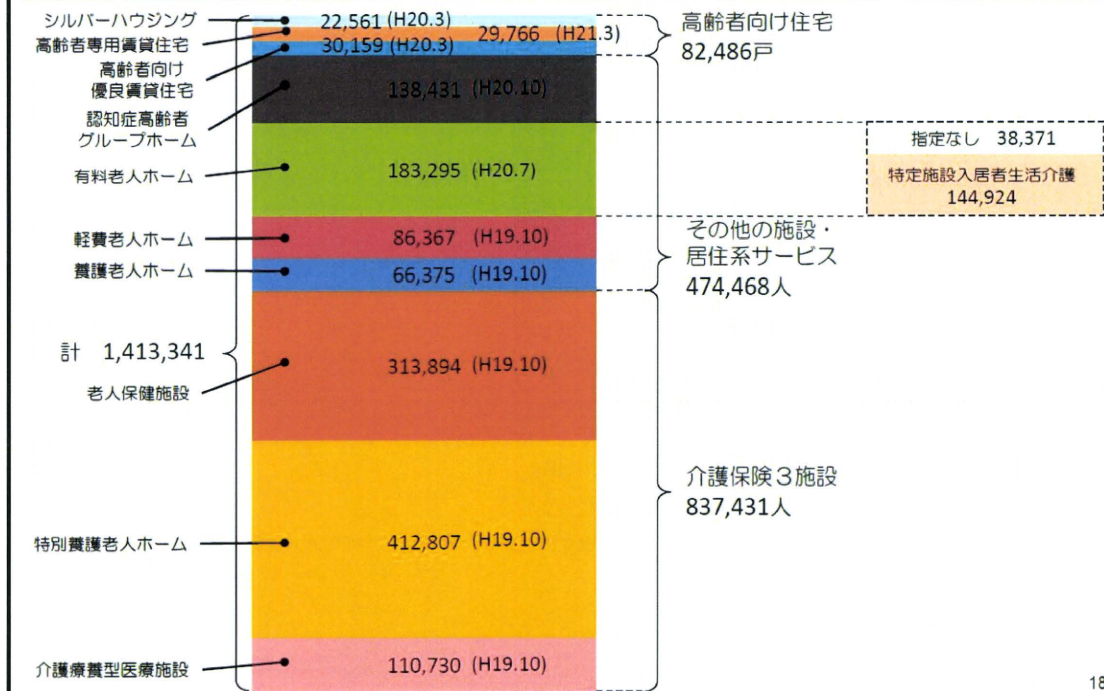 シルバーハウジング
22,561 (H20.3)
高齢者専用賃貸住宅
29,766 (H21.3)
30,159 (H20.3)
高齢者向け
優良賃貸住宅
高齢者向け住宅
82,486戸
138,431 (H20.10)
認知症高齢者
グループホーム
指定なし 38,371
特定施設入居者生活介護
144,924
有料老人ホーム
183,295 (H20.7)
軽費老人ホーム
86,367 (H19.10)
養護老人ホーム
66,375 (H19.10)
その他の施設・
居住系サービス
474,468人
計 1,413,341
313,894 (H19.10)
老人保健施設
介護保険3施設
837,431人
特別養護老人ホーム
412,807 (H19.10)
介護療養型医療施設
110,730 (H19.10)
18